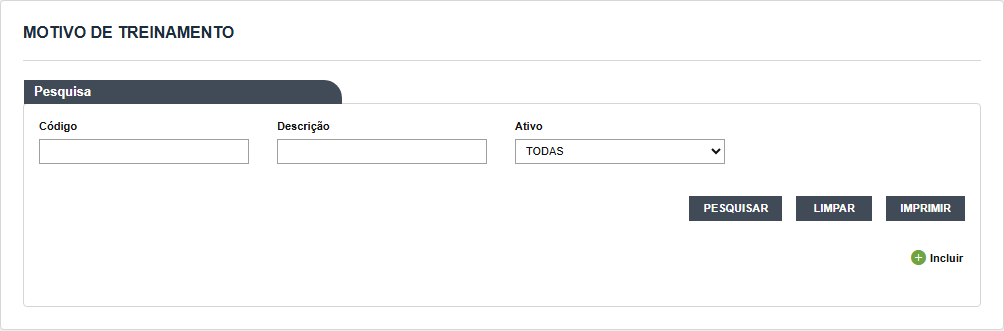 MOTIVO DE TREINAMENTO
Pesquisa
Código Descrição Ativo
TODAS
PESQUISAR LIMPAR IMPRIMIR
Incluir